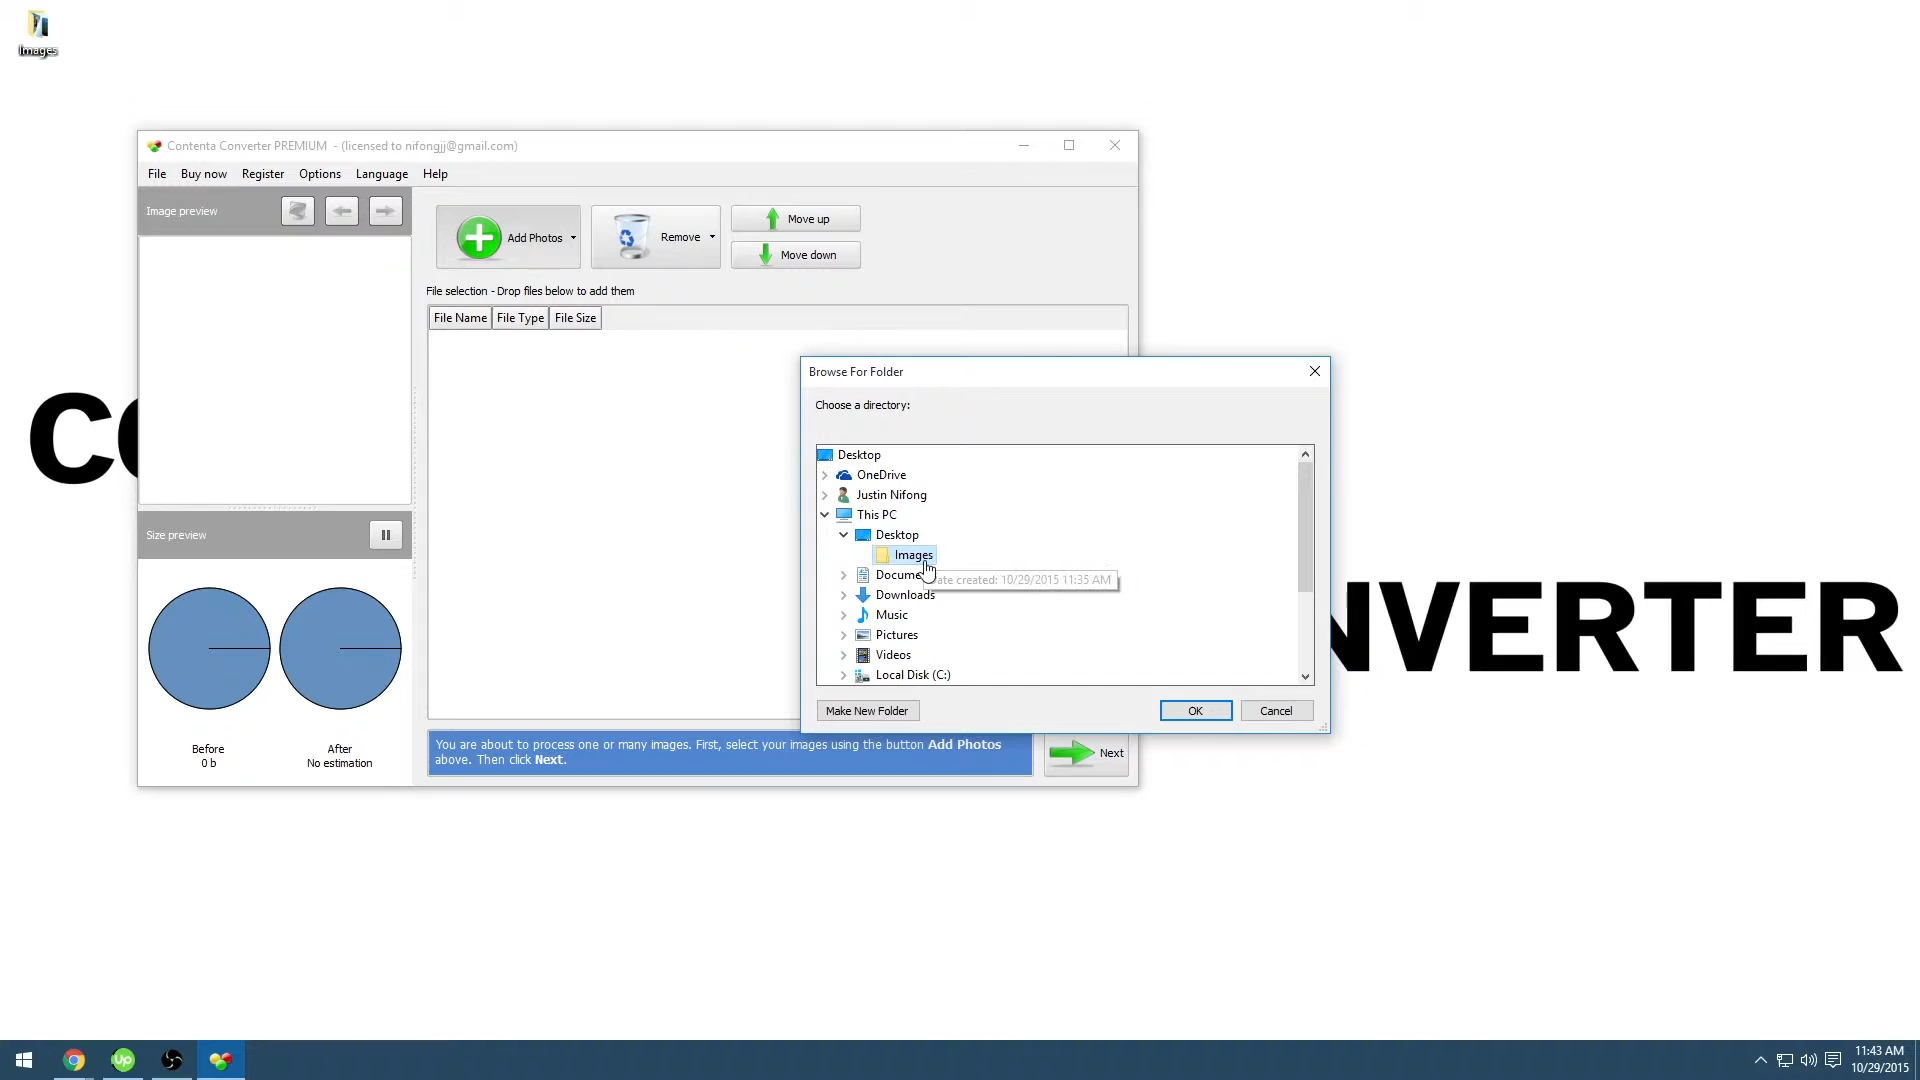 Images
Contenta Converter PREMIUM - (licensed to nifongjj@gmail.com)
File Buy now Register Options Language Help
Image preview
Add Photos
Remove
Move up
Move down
File selection - Drop files below to add them
File Name File Type File Size
Browse For Folder
Choose a directory:
Desktop
OneDrive
Justin Nifong
This PC
Desktop
Images
Docume
ate created: 10/29/2015 11:35 AM
Downloads
Music
Pictures
Videos
Local Disk (C:)
Make New Folder
OK
Cancel
Size preview
Before
0 b
After
No estimation
You are about to process one or many images. First, select your images using the button Add Photos
above. Then click Next.
Next
NVERTER
up
11:43 AM
10/29/2015